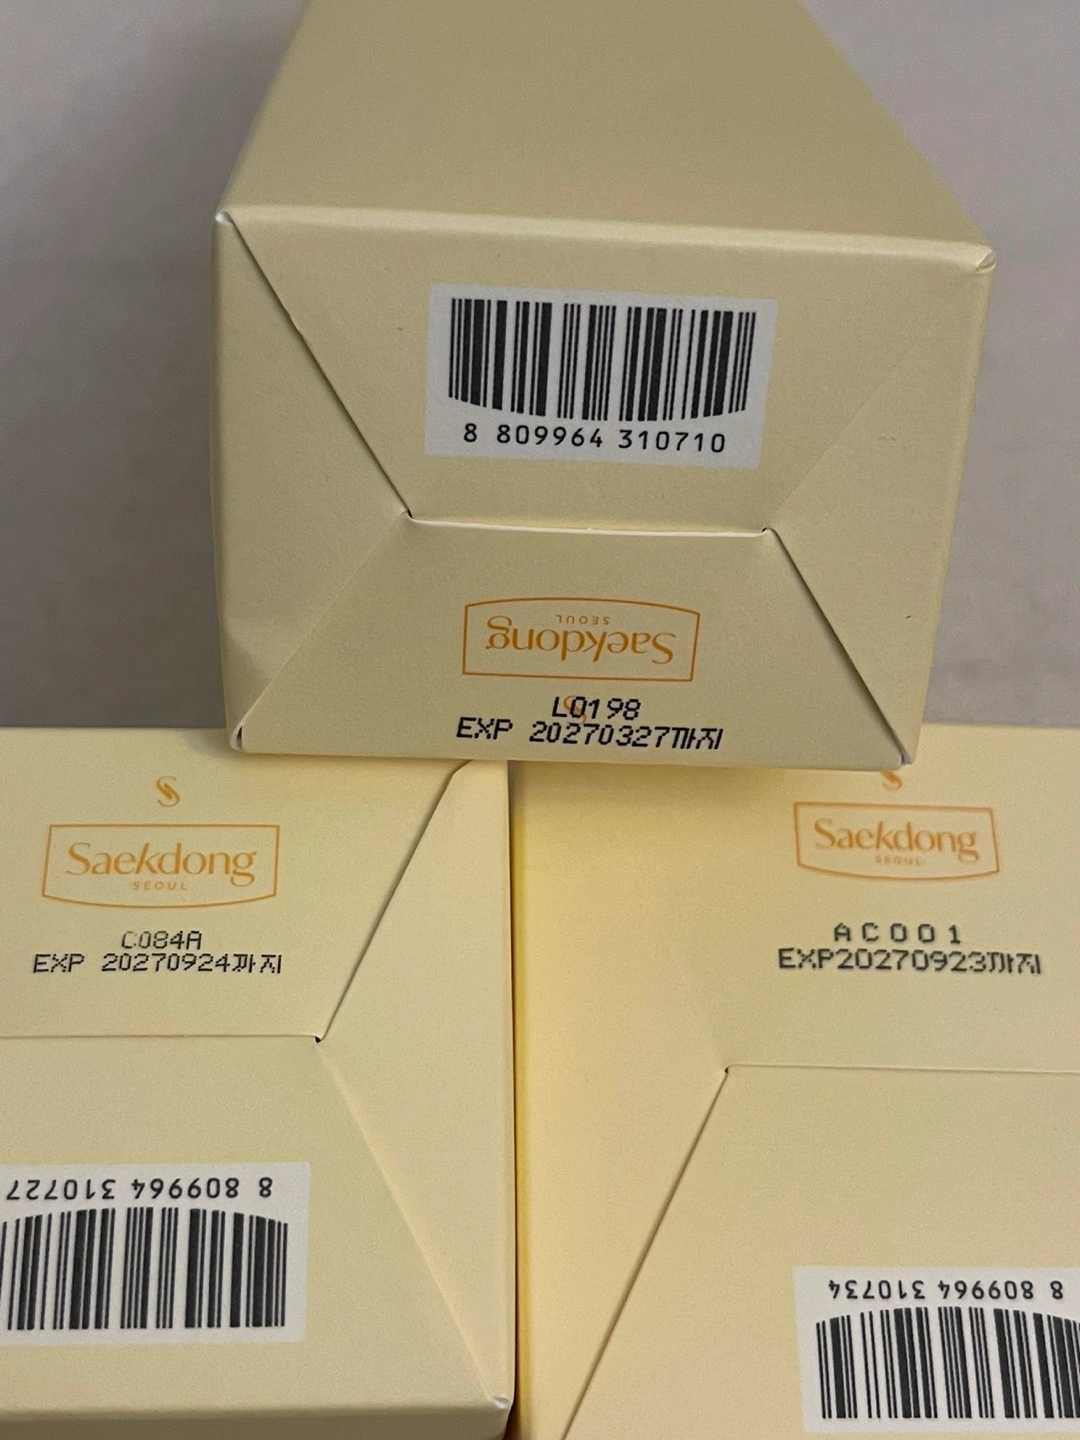 8 809964 310710
Saekdong
SEOUL
L0198
EXP 20270327까지
Saekdong
SEOUL
C084A
EXP 20270924까지
8 809964 310727
Saekdong
SEOUL
AC001
EXP20270923까지
8 809964 310734